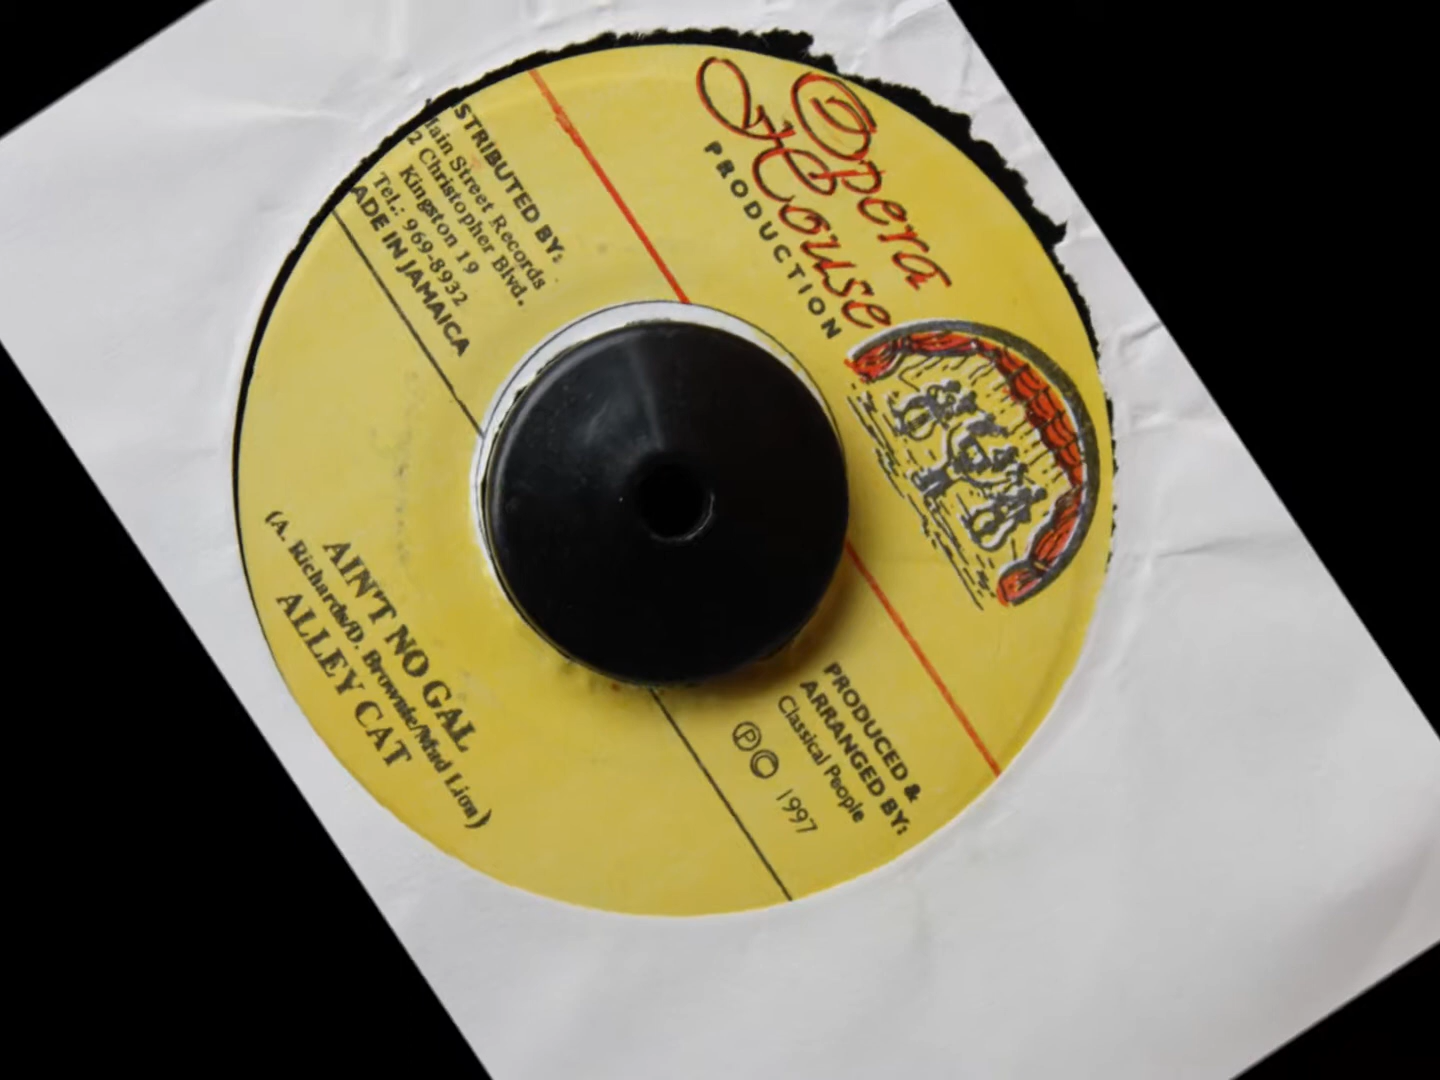 Opera
House
PRODUCTION
STRIBUTED BY:
Main Street Records
2 Christopher Blvd.
Kingston 19
Tel.: 969-8932
ADE IN JAMAICA
PRODUCED &
ARRANGED BY:
Classical People
Ⓟ© 1997
AIN'T NO GAL
(A. Richards/D. Brownie/Mad Lion)
ALLEY CAT